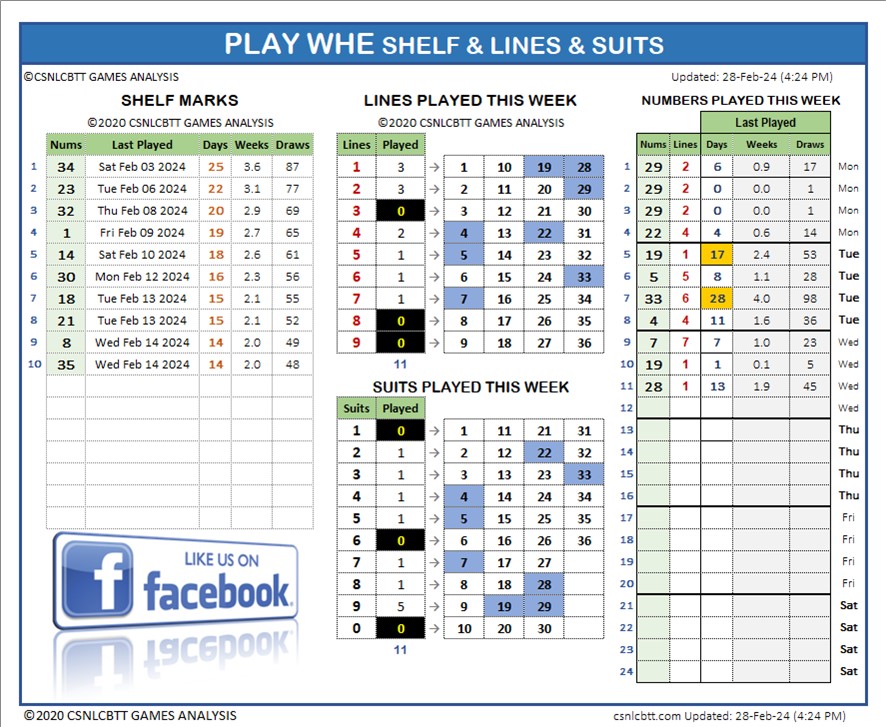 PLAY WHE SHELF & LINES & SUITS
©CSNLCBTT GAMES ANALYSIS
Updated: 28-Feb-24 (4:24 PM)
SHELF MARKS
©2020 CSNLCBTT GAMES ANALYSIS
Nums Last Played Days Weeks Draws
1 34 Sat Feb 03 2024 25 3.6 87
2 23 Tue Feb 06 2024 22 3.1 77
3 32 Thu Feb 08 2024 20 2.9 69
4 1 Fri Feb 09 2024 19 2.7 65
5 14 Sat Feb 10 2024 18 2.6 61
6 30 Mon Feb 12 2024 16 2.3 56
7 18 Tue Feb 13 2024 15 2.1 55
8 21 Tue Feb 13 2024 15 2.1 52
9 8 Wed Feb 14 2024 14 2.0 49
10 35 Wed Feb 14 2024 14 2.0 48
LIKE US ON
f facebook
LINES PLAYED THIS WEEK
©2020 CSNLCBTT GAMES ANALYSIS
Lines Played
1 3 → 1 10 19 28
2 3 → 2 11 20 29
3 0 → 3 12 21 30
4 2 → 4 13 22 31
5 1 → 5 14 23 32
6 1 → 6 15 24 33
7 1 → 7 16 25 34
8 0 → 8 17 26 35
9 0 → 9 18 27 36
11
SUITS PLAYED THIS WEEK
Suits Played
1 0 → 1 11 21 31
2 1 → 2 12 22 32
3 1 → 3 13 23 33
4 1 → 4 14 24 34
5 1 → 5 15 25 35
6 0 → 6 16 26 36
7 1 → 7 17 27
8 1 → 8 18 28
9 5 → 9 19 29
0 0 → 10 20 30
11
NUMBERS PLAYED THIS WEEK
Last Played
Nums Lines Days Weeks Draws
1 29 2 6 0.9 17 Mon
2 29 2 0 0.0 1 Mon
3 29 2 0 0.0 1 Mon
4 22 4 4 0.6 14 Mon
5 19 1 17 2.4 53 Tue
6 5 5 8 1.1 28 Tue
7 33 6 28 4.0 98 Tue
8 4 4 11 1.6 36 Tue
9 7 7 7 1.0 23 Wed
10 19 1 1 0.1 5 Wed
11 28 1 13 1.9 45 Wed
12 Wed
13 Thu
14 Thu
15 Thu
16 Thu
17 Fri
18 Fri
19 Fri
20 Fri
21 Sat
22 Sat
23 Sat
24 Sat
©2020 CSNLCBTT GAMES ANALYSIS
csnlcbtt.com Updated: 28-Feb-24 (4:24 PM)